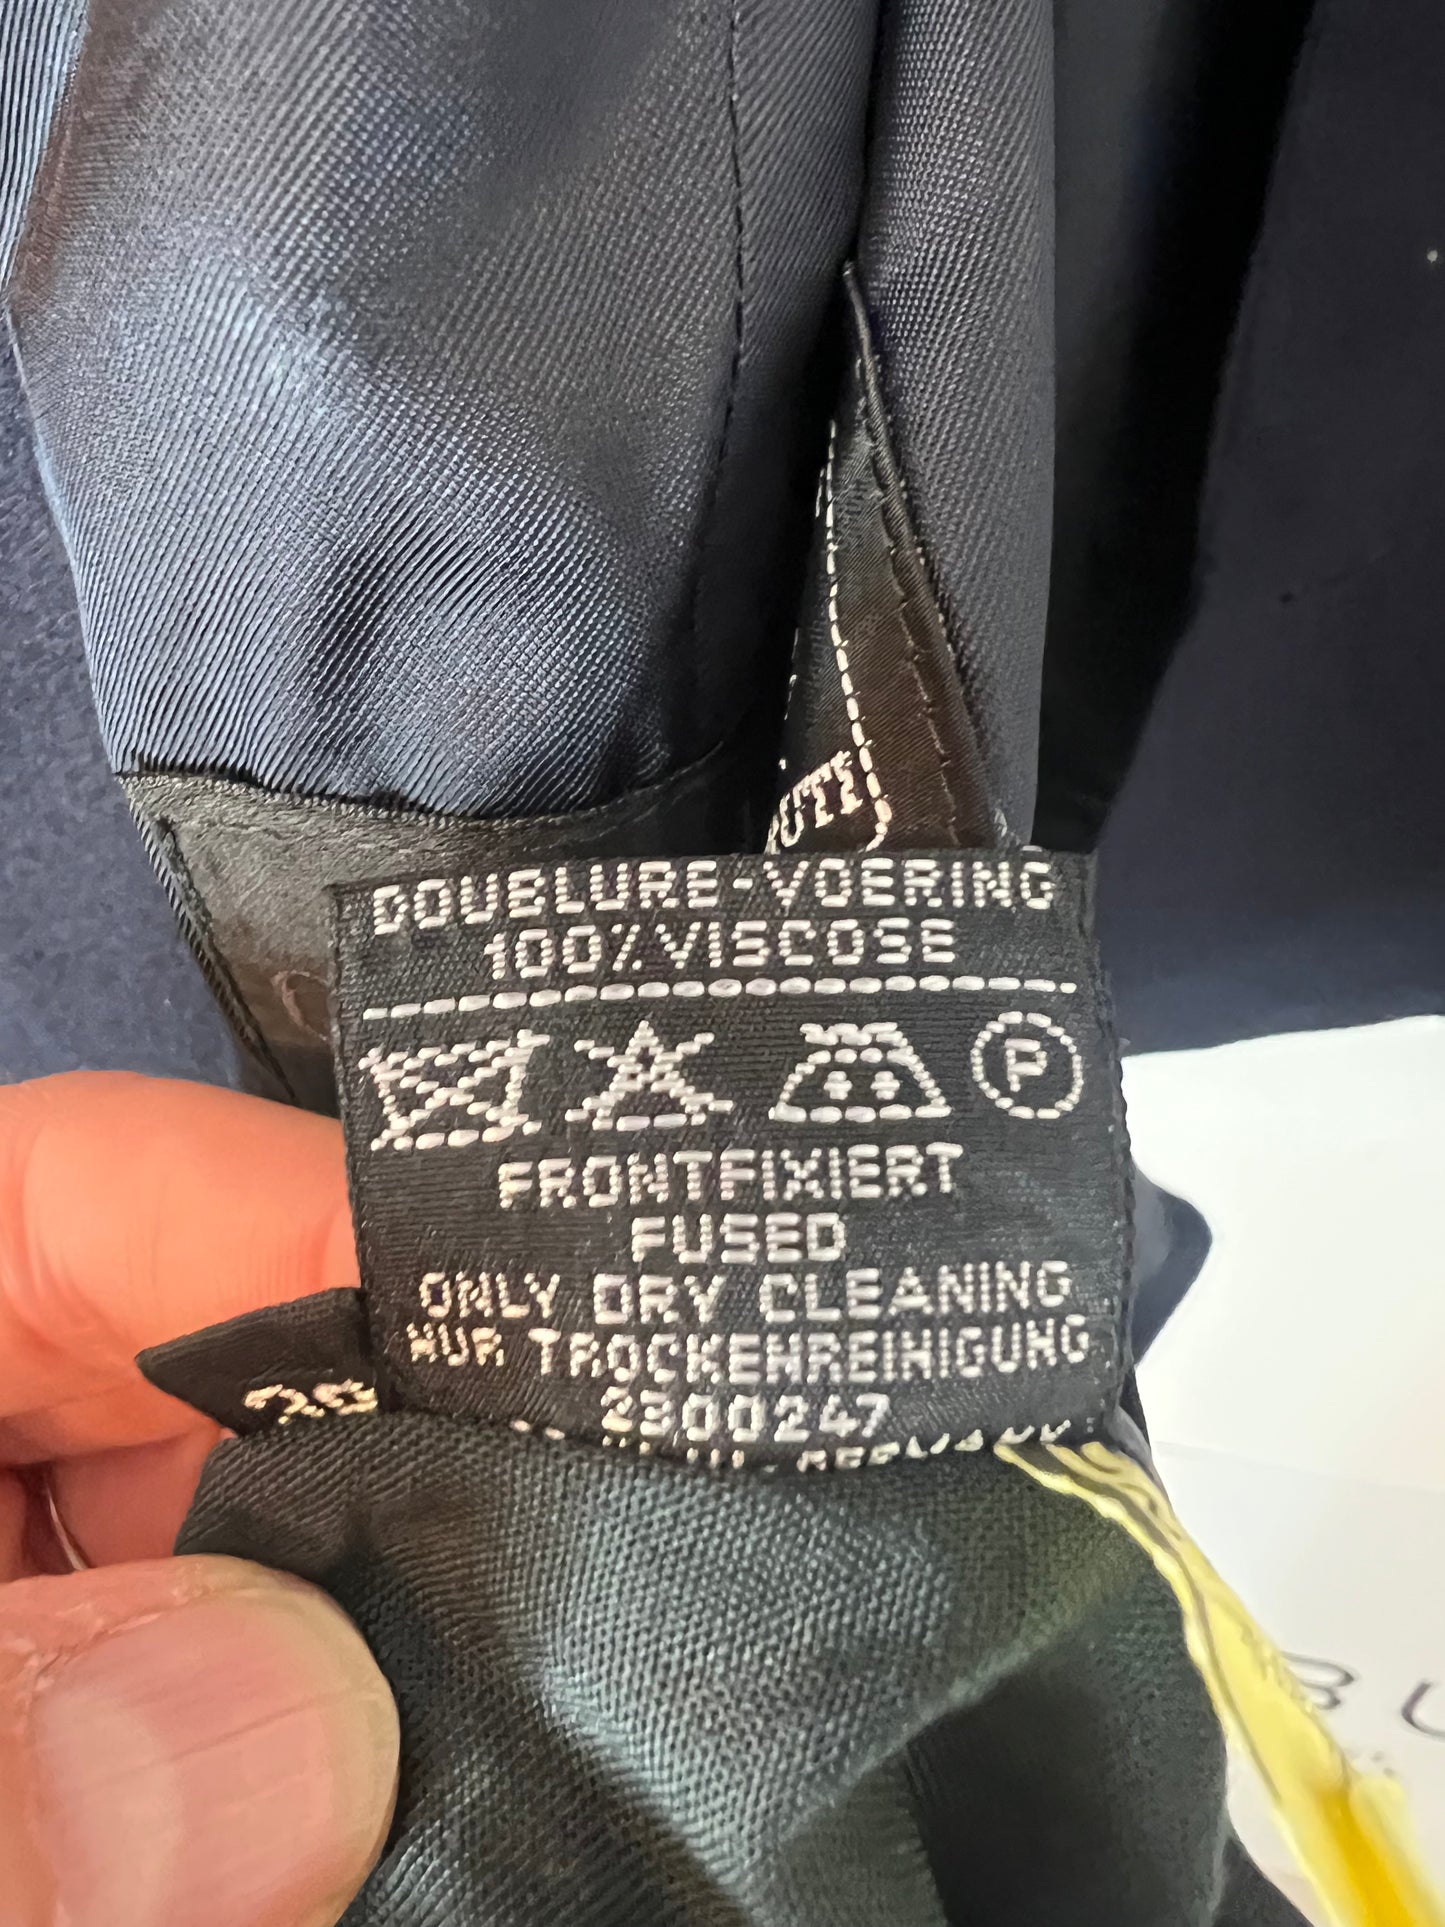 DOUBLURE-VOERING
100% VISCOSE
P
FRONTFIXIERT
FUSED
ONLY DRY CLEANING
NUR TROCKENREINIGUNG
2300247